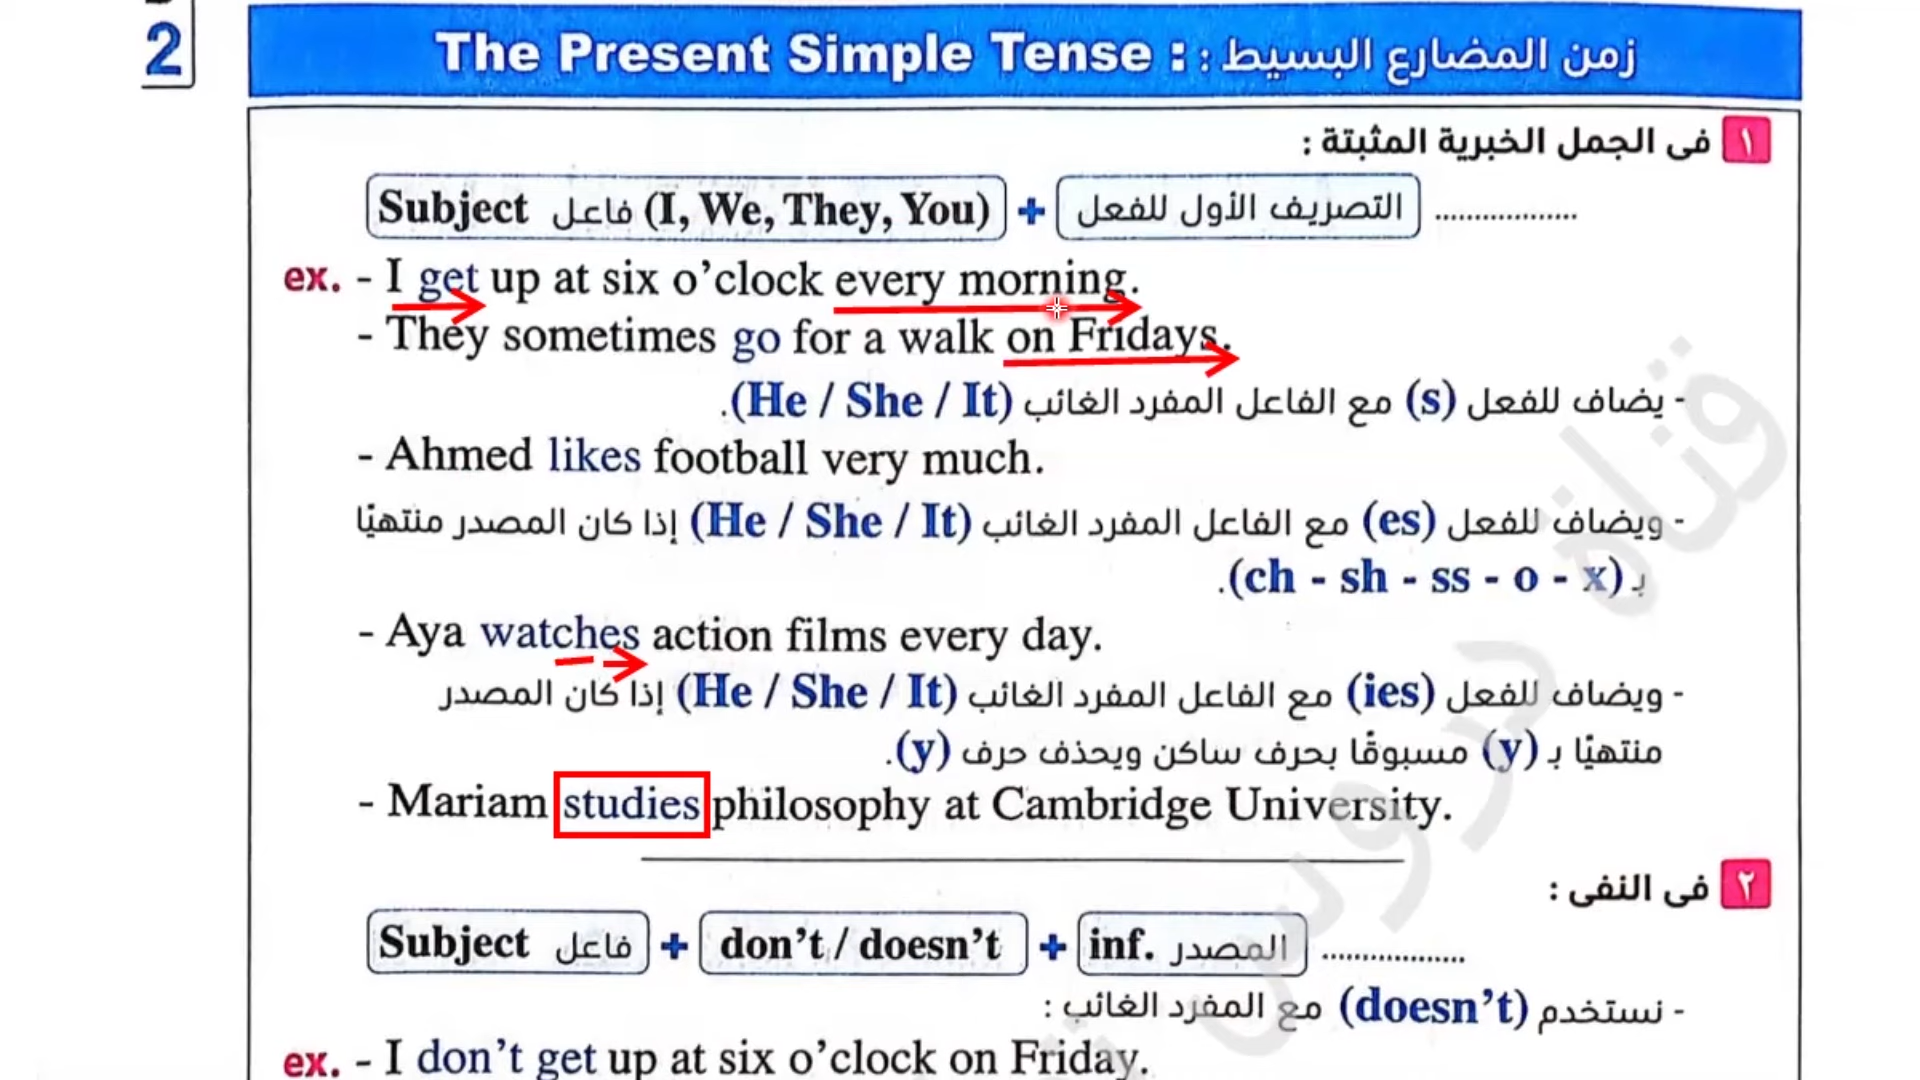 2
The Present Simple Tense : : زمن المضارع البسيط
١ فى الجمل الخبرية المثبتة :
Subject فاعل (I, We, They, You) + التصريف الأول للفعل ..................
ex. - I get up at six o’clock every morning.
- They sometimes go for a walk on Fridays.
- يضاف للفعل (s) مع الفاعل المفرد الغائب (He / She / It).
- Ahmed likes football very much.
- ويضاف للفعل (es) مع الفاعل المفرد الغائب (He / She / It) إذا كان المصدر منتهيًا
بـ (ch - sh - ss - o - x).
- Aya watches action films every day.
- ويضاف للفعل (ies) مع الفاعل المفرد الغائب (He / She / It) إذا كان المصدر
منتهيًا بـ (y) مسبوقًا بحرف ساكن ويحذف حرف (y).
- Mariam studies philosophy at Cambridge University.
٢ فى النفى :
Subject فاعل + don’t / doesn’t + inf. المصدر ..................
- نستخدم (doesn’t) مع المفرد الغائب :
ex. - I don’t get up at six o’clock on Friday.
قناة دروس